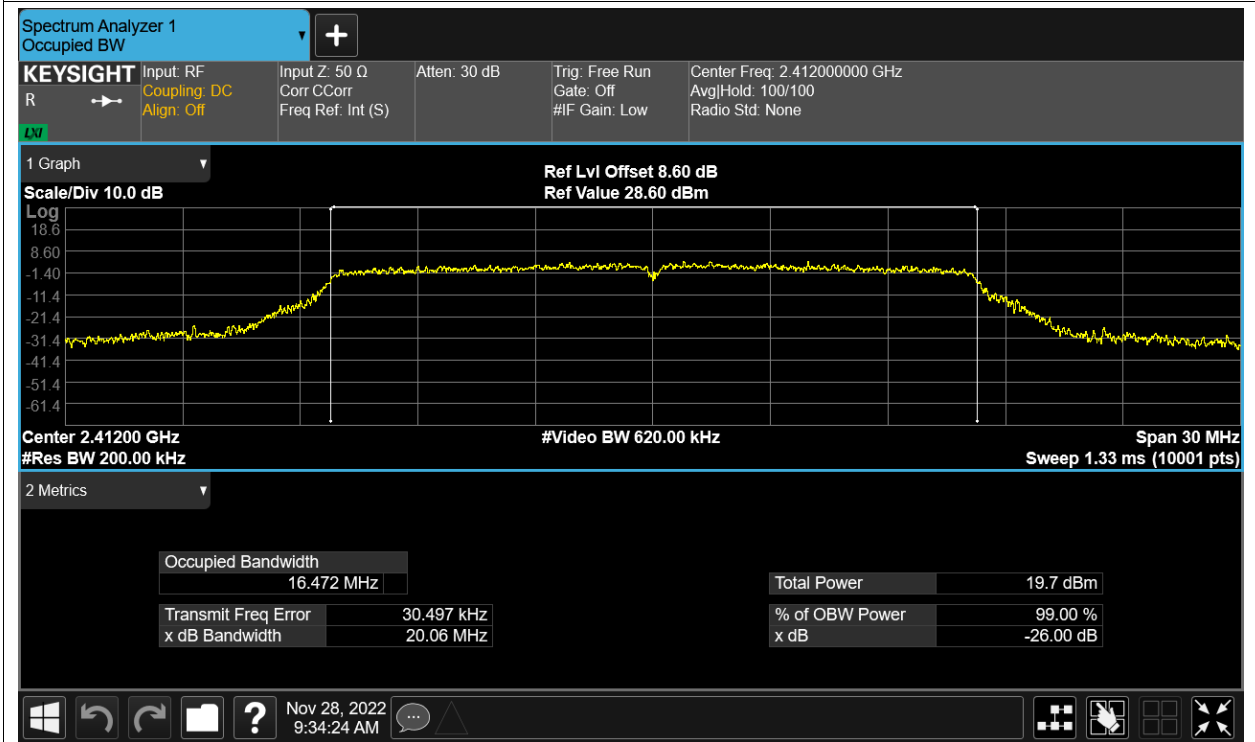 Spectrum Analyzer 1
Occupied BW
KEYSIGHT
R
LXI
Input: RF
Coupling: DC
Align: Off
Input Z: 50 Ω
Corr CCorr
Freq Ref: Int (S)
Atten: 30 dB
Trig: Free Run
Gate: Off
#IF Gain: Low
Center Freq: 2.412000000 GHz
Avg|Hold: 100/100
Radio Std: None
1 Graph
Scale/Div 10.0 dB
Ref Lvl Offset 8.60 dB
Ref Value 28.60 dBm
Log
18.6
8.60
-1.40
-11.4
-21.4
-31.4
-41.4
-51.4
-61.4
Center 2.41200 GHz
#Res BW 200.00 kHz
#Video BW 620.00 kHz
Span 30 MHz
Sweep 1.33 ms (10001 pts)
2 Metrics
Occupied Bandwidth
16.472 MHz
Transmit Freq Error 30.497 kHz
x dB Bandwidth 20.06 MHz
Total Power 19.7 dBm
% of OBW Power 99.00 %
x dB -26.00 dB
?
Nov 28, 2022
9:34:24 AM